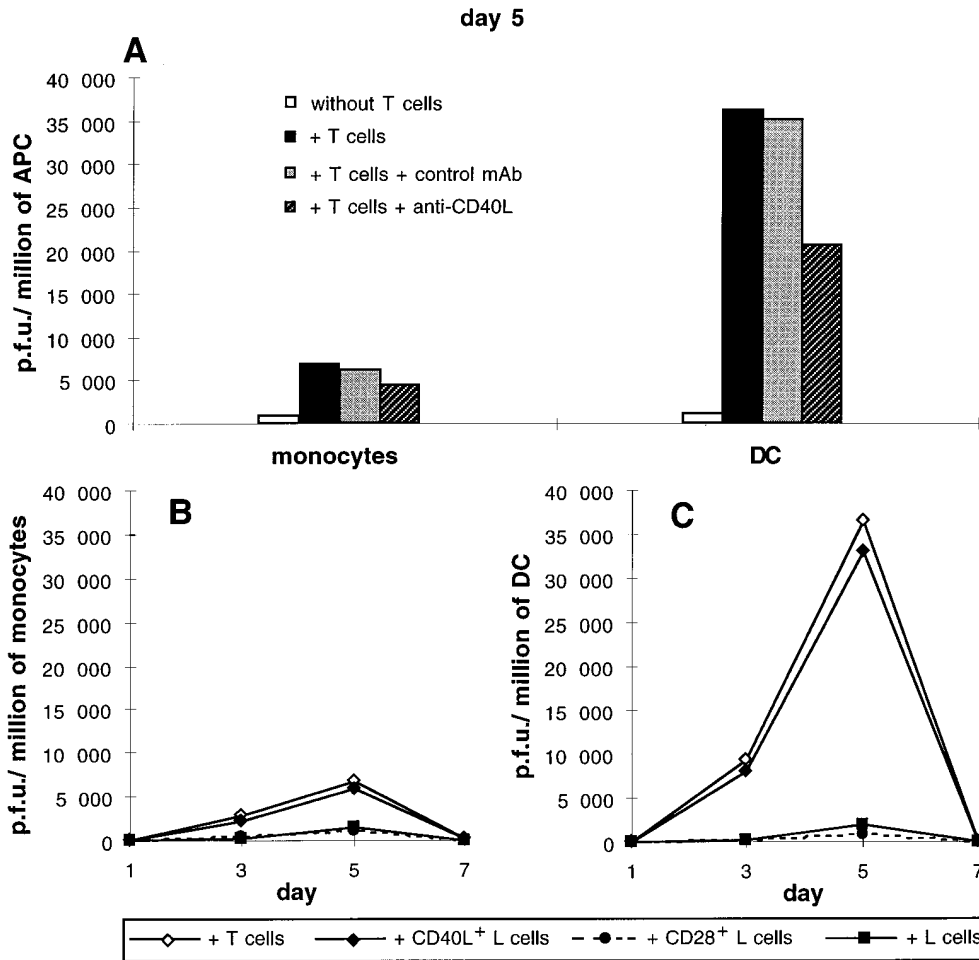 day 5
A
p.f.u./ million of APC
40 000
35 000
30 000
25 000
20 000
15 000
10 000
5 000
0
without T cells
+ T cells
+ T cells + control mAb
+ T cells + anti-CD40L
monocytes
DC
B
p.f.u./ million of monocytes
40 000
35 000
30 000
25 000
20 000
15 000
10 000
5 000
0
1 3 5 7
day
C
p.f.u./ million of DC
40 000
35 000
30 000
25 000
20 000
15 000
10 000
5 000
0
1 3 5 7
day
+ T cells + CD40L+ L cells + CD28+ L cells + L cells